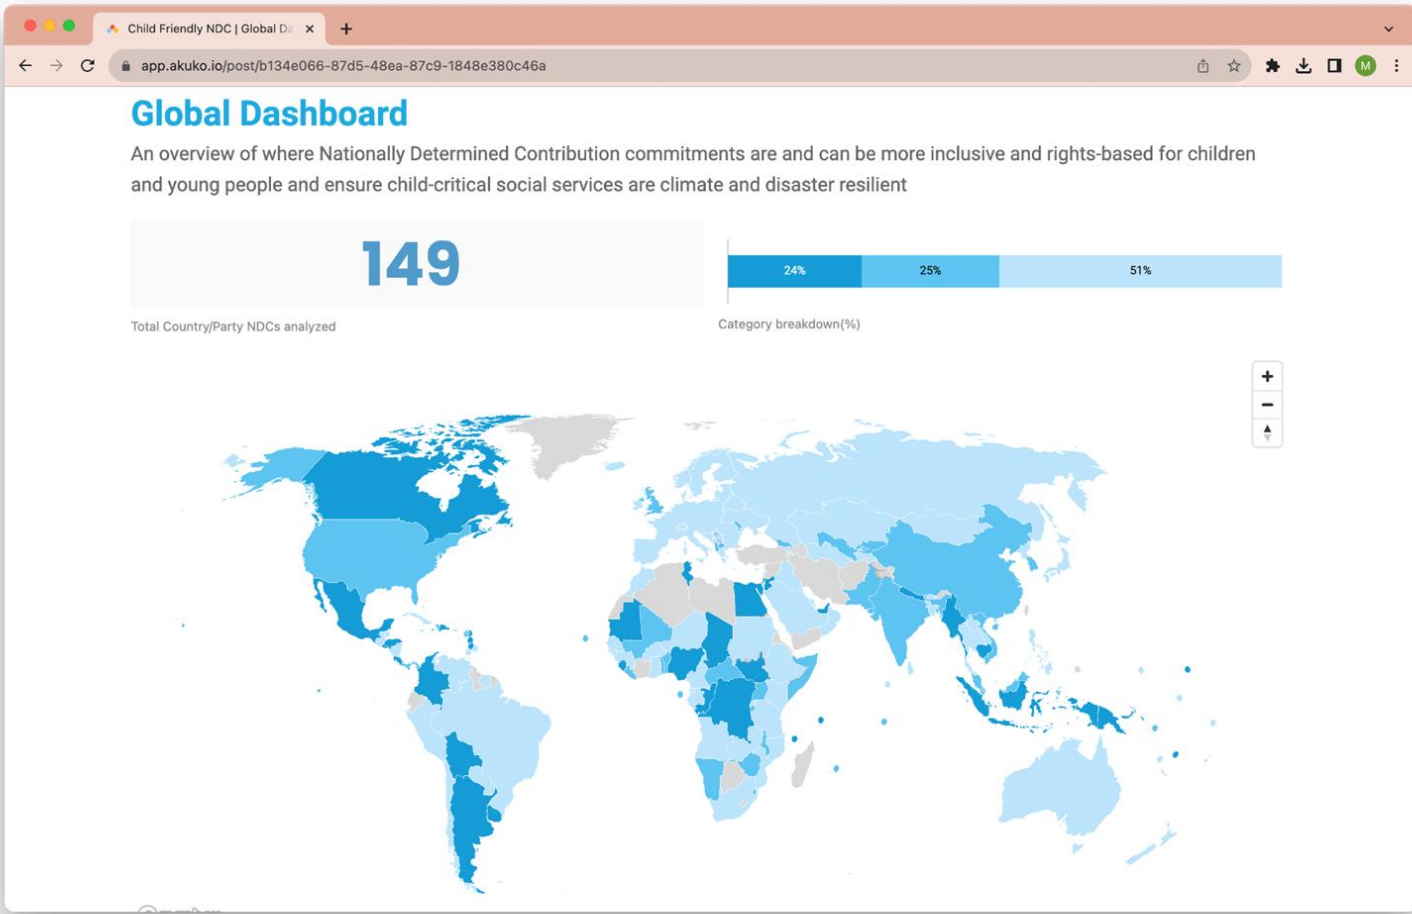 Child Friendly NDC | Global Da
app.akuko.io/post/b134e066-87d5-48ea-87c9-1848e380c46a
M
Global Dashboard
An overview of where Nationally Determined Contribution commitments are and can be more inclusive and rights-based for children
and young people and ensure child-critical social services are climate and disaster resilient
149
24% 25% 51%
Total Country/Party NDCs analyzed
Category breakdown(%)